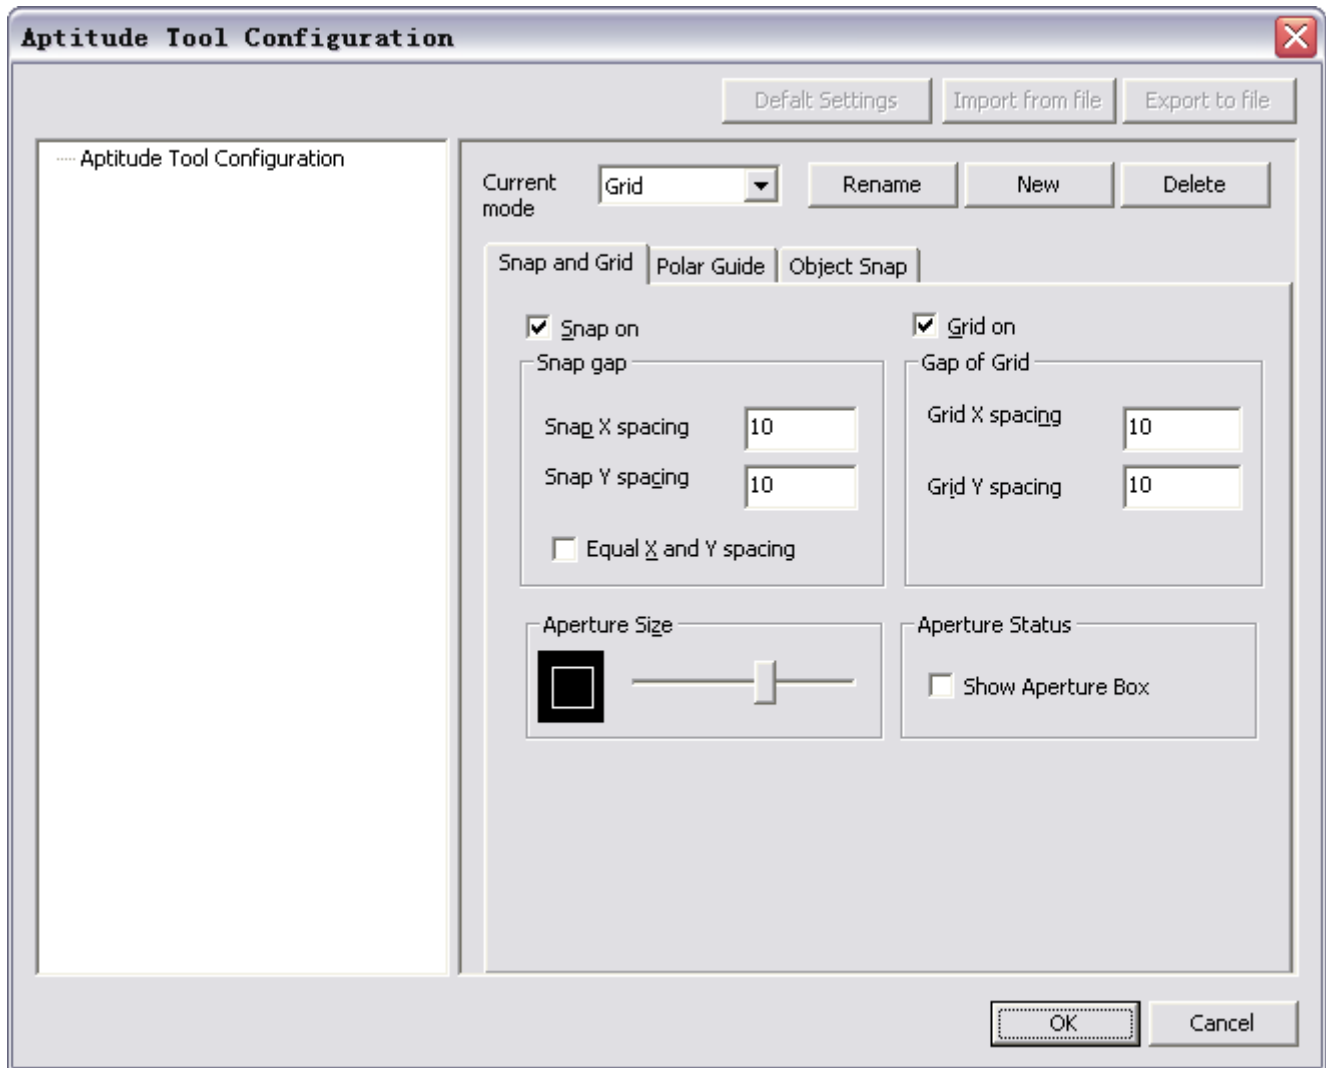 Aptitude Tool Configuration
Defalt Settings Import from file Export to file
Aptitude Tool Configuration
Current mode Grid Rename New Delete
Snap and Grid Polar Guide Object Snap
Snap on Grid on
Snap gap Gap of Grid
Snap X spacing 10 Grid X spacing 10
Snap Y spacing 10 Grid Y spacing 10
Equal X and Y spacing
Aperture Size Aperture Status
Show Aperture Box
OK Cancel